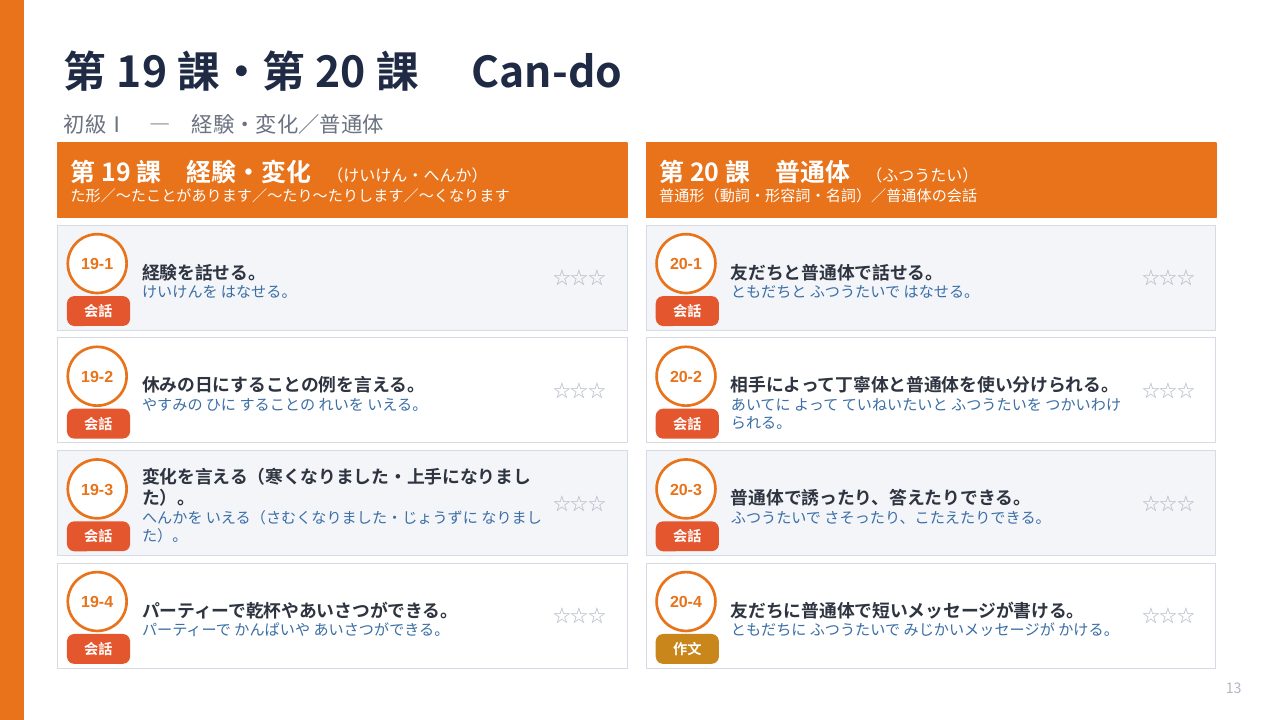 第 19 課・第 20 課　Can-do
初級Ⅰ　―　経験・変化／普通体
第 19 課　経験・変化　（けいけん・へんか）
た形／～たことがあります／～たり～たりします／～くなります
19-1
会話
経験を話せる。
けいけんを はなせる。
☆☆☆
19-2
会話
休みの日にすることの例を言える。
やすみの ひに することの れいを いえる。
☆☆☆
19-3
会話
変化を言える（寒くなりました・上手になりまし
た）。
へんかを いえる（さむくなりました・じょうずに なりまし
た）。
☆☆☆
19-4
会話
パーティーで乾杯やあいさつができる。
パーティーで かんぱいや あいさつができる。
☆☆☆
第 20 課　普通体　（ふつうたい）
普通形（動詞・形容詞・名詞）／普通体の会話
20-1
会話
友だちと普通体で話せる。
ともだちと ふつうたいで はなせる。
☆☆☆
20-2
会話
相手によって丁寧体と普通体を使い分けられる。
あいてに よって ていねいたいと ふつうたいを つかいわけ
られる。
☆☆☆
20-3
会話
普通体で誘ったり、答えたりできる。
ふつうたいで さそったり、こたえたりできる。
☆☆☆
20-4
作文
友だちに普通体で短いメッセージが書ける。
ともだちに ふつうたいで みじかいメッセージが かける。
☆☆☆
13